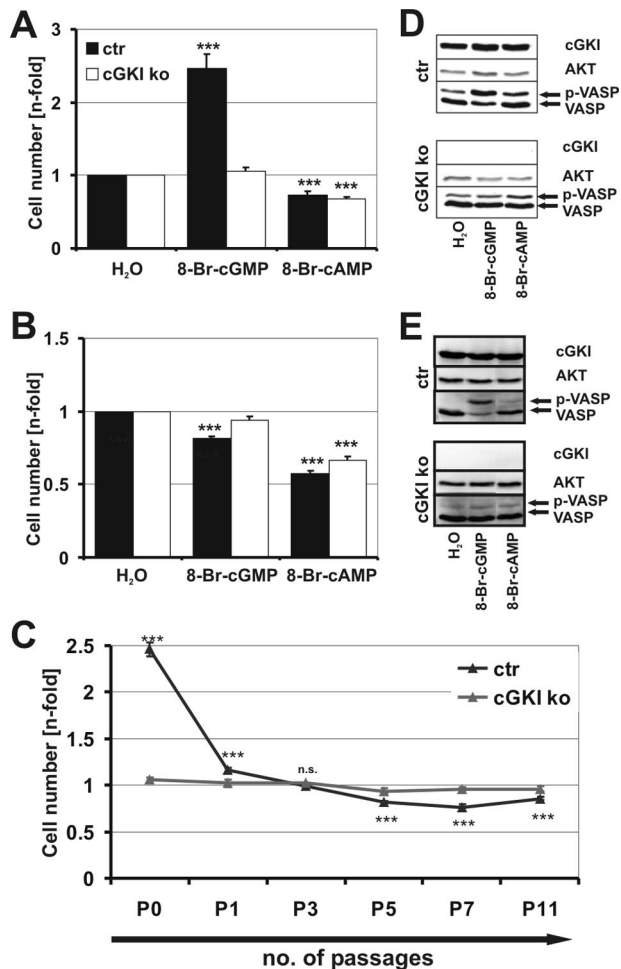 A
Cell number [n-fold]
3
2
1
0
ctr
cGKI ko
***
***
***
H₂O
8-Br-cGMP
8-Br-cAMP
B
Cell number [n-fold]
1.5
1
0.5
0
***
***
***
***
H₂O
8-Br-cGMP
8-Br-cAMP
D
ctr
cGKI
AKT
p-VASP
VASP
cGKI ko
cGKI
AKT
p-VASP
VASP
H₂O
8-Br-cGMP
8-Br-cAMP
E
ctr
cGKI
AKT
p-VASP
VASP
cGKI ko
cGKI
AKT
p-VASP
VASP
H₂O
8-Br-cGMP
8-Br-cAMP
C
Cell number [n-fold]
2.5
2
1.5
1
0.5
0
***
***
n.s.
***
***
***
ctr
cGKI ko
P0
P1
P3
P5
P7
P11
no. of passages